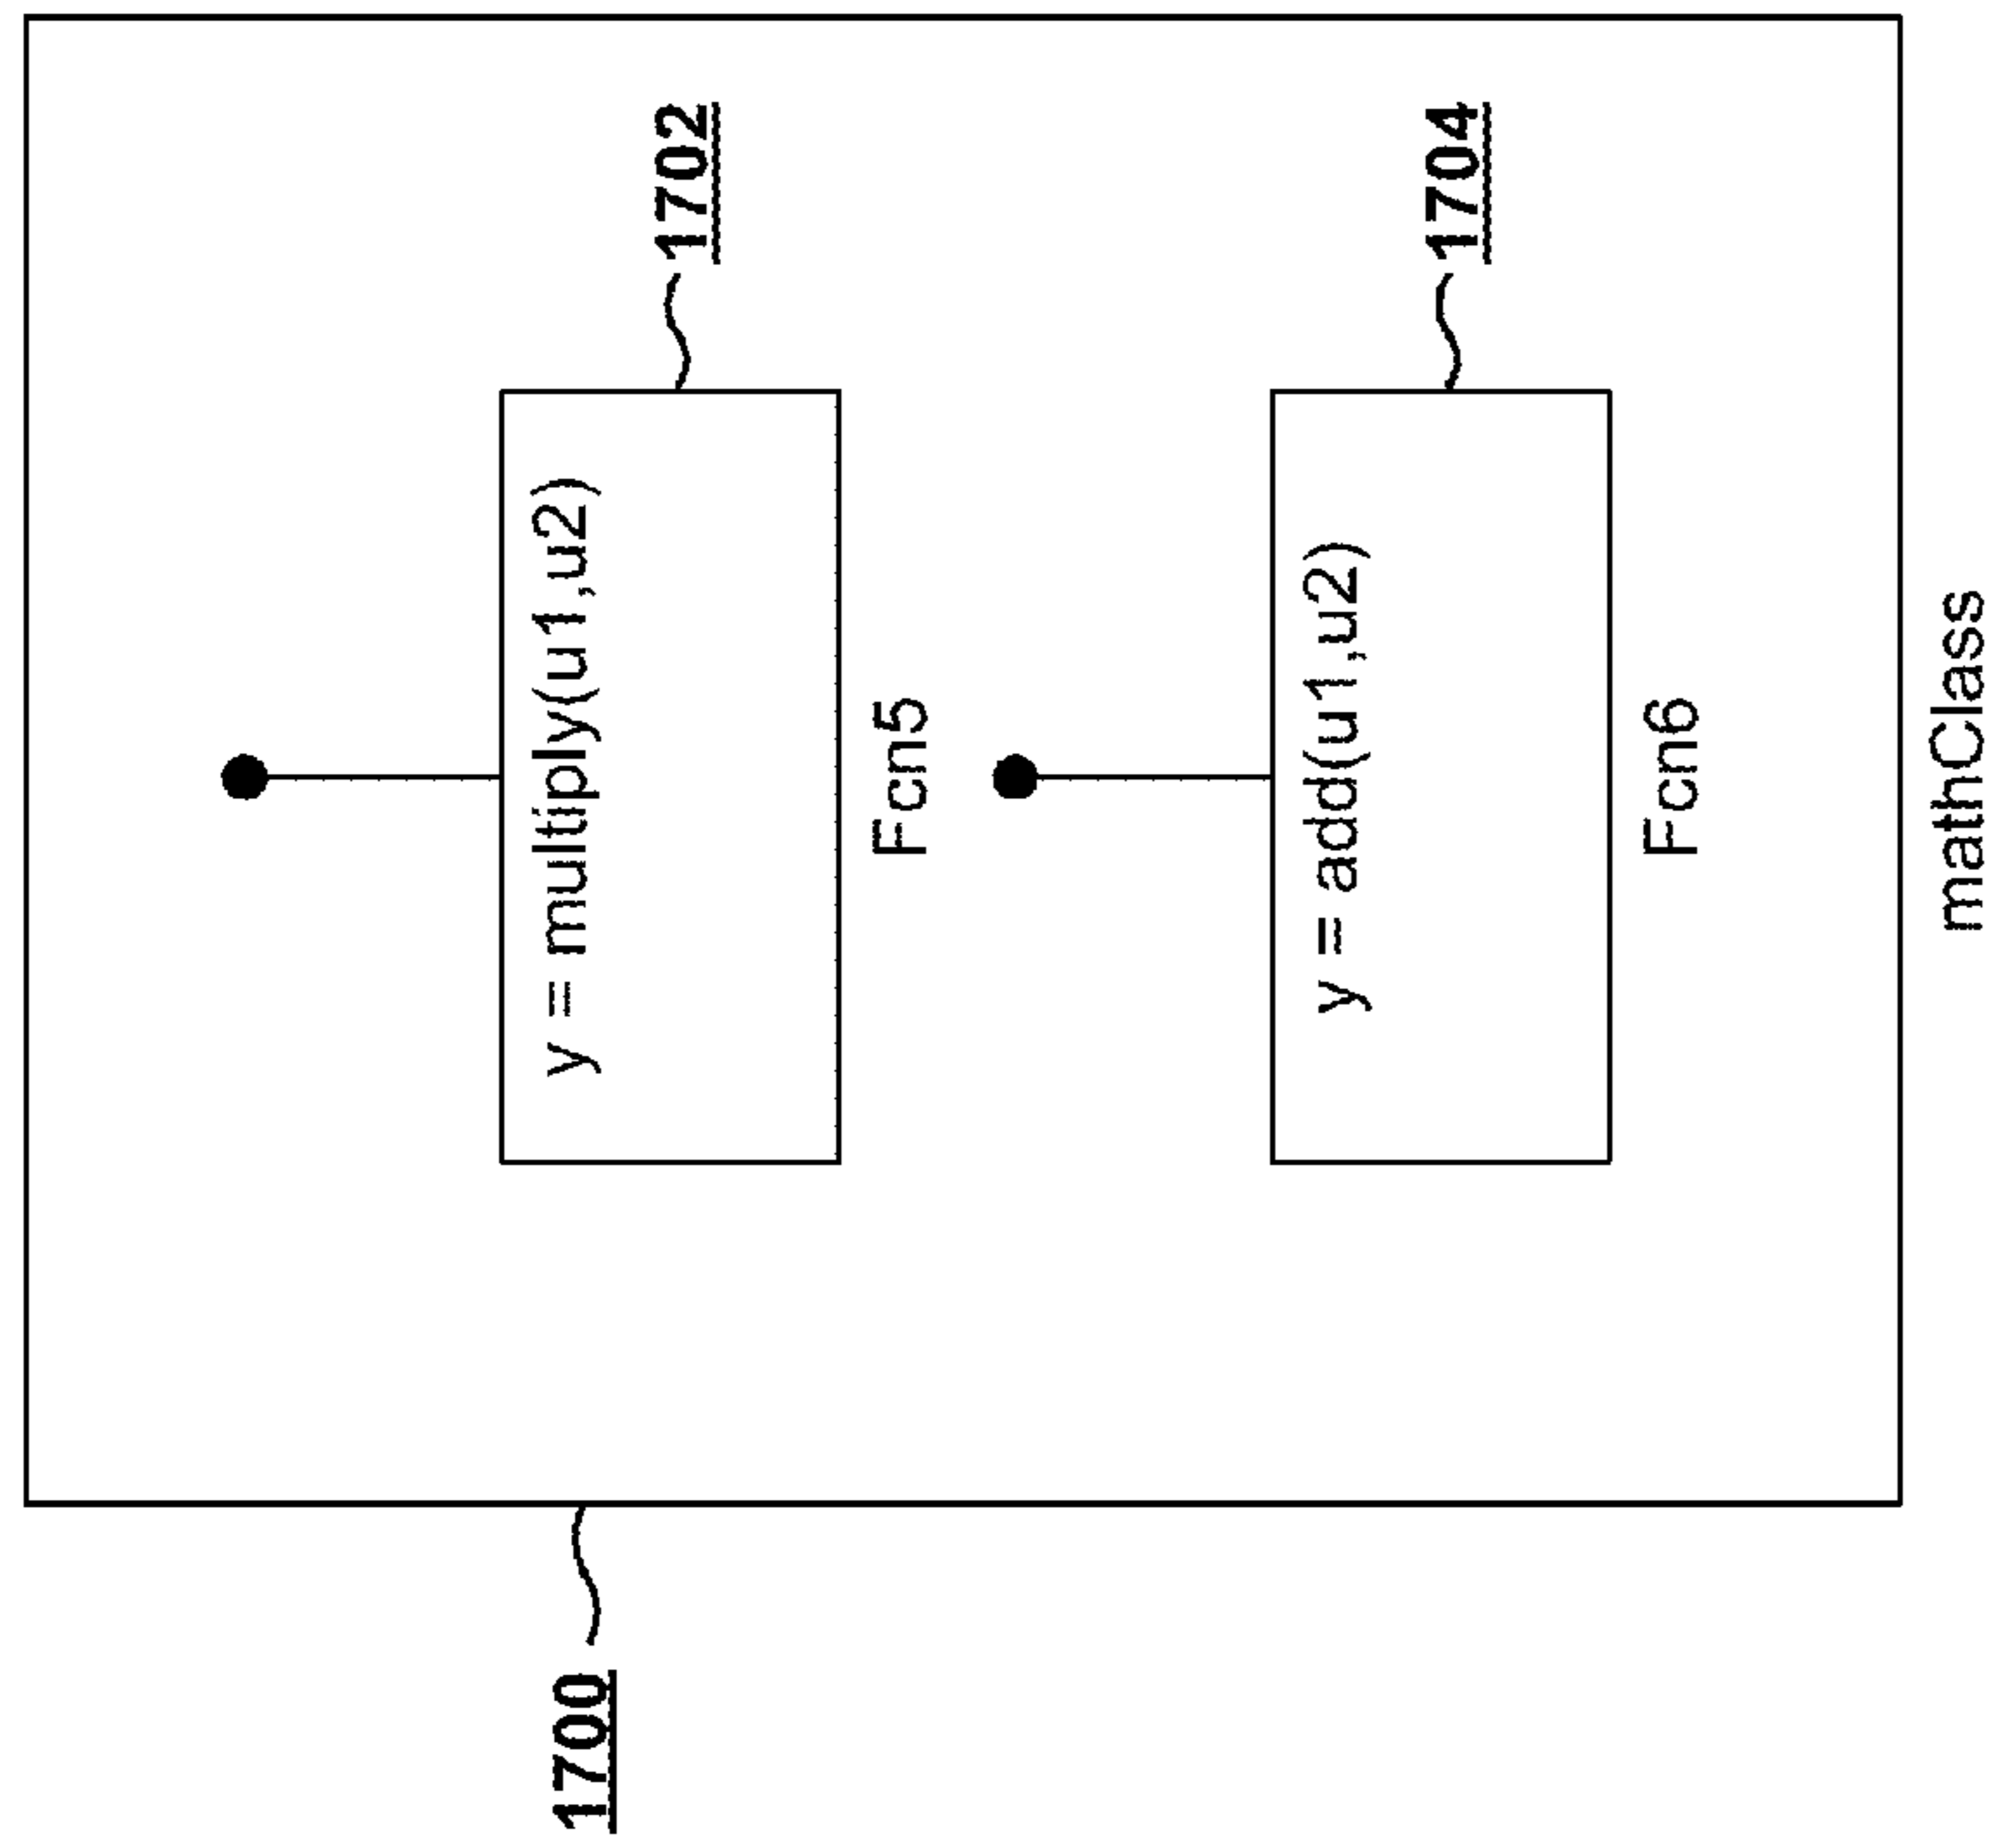 1700
1702
y = multiply(u1,u2)
Fcn5
1704
y = add(u1,u2)
Fcn6
mathClass